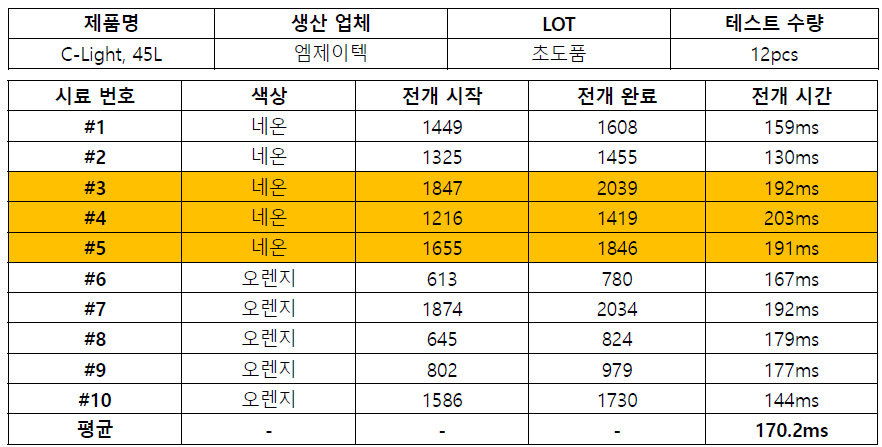 제품명 생산 업체 LOT 테스트 수량
C-Light, 45L 엠제이텍 초도품 12pcs
시료 번호 색상 전개 시작 전개 완료 전개 시간
#1 네온 1449 1608 159ms
#2 네온 1325 1455 130ms
#3 네온 1847 2039 192ms
#4 네온 1216 1419 203ms
#5 네온 1655 1846 191ms
#6 오렌지 613 780 167ms
#7 오렌지 1874 2034 192ms
#8 오렌지 645 824 179ms
#9 오렌지 802 979 177ms
#10 오렌지 1586 1730 144ms
평균 - - - 170.2ms